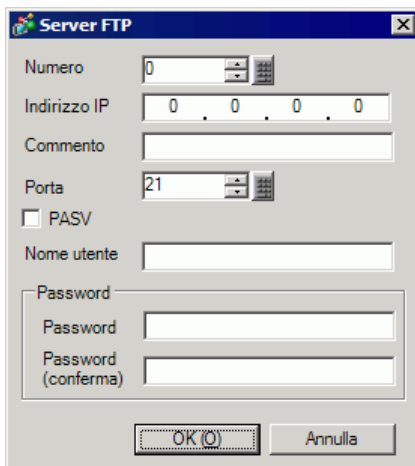 Server FTP
Numero 0
Indirizzo IP 0 . 0 . 0 . 0
Commento
Porta 21
PASV
Nome utente
Password
Password
Password
(conferma)
OK (O) Annulla